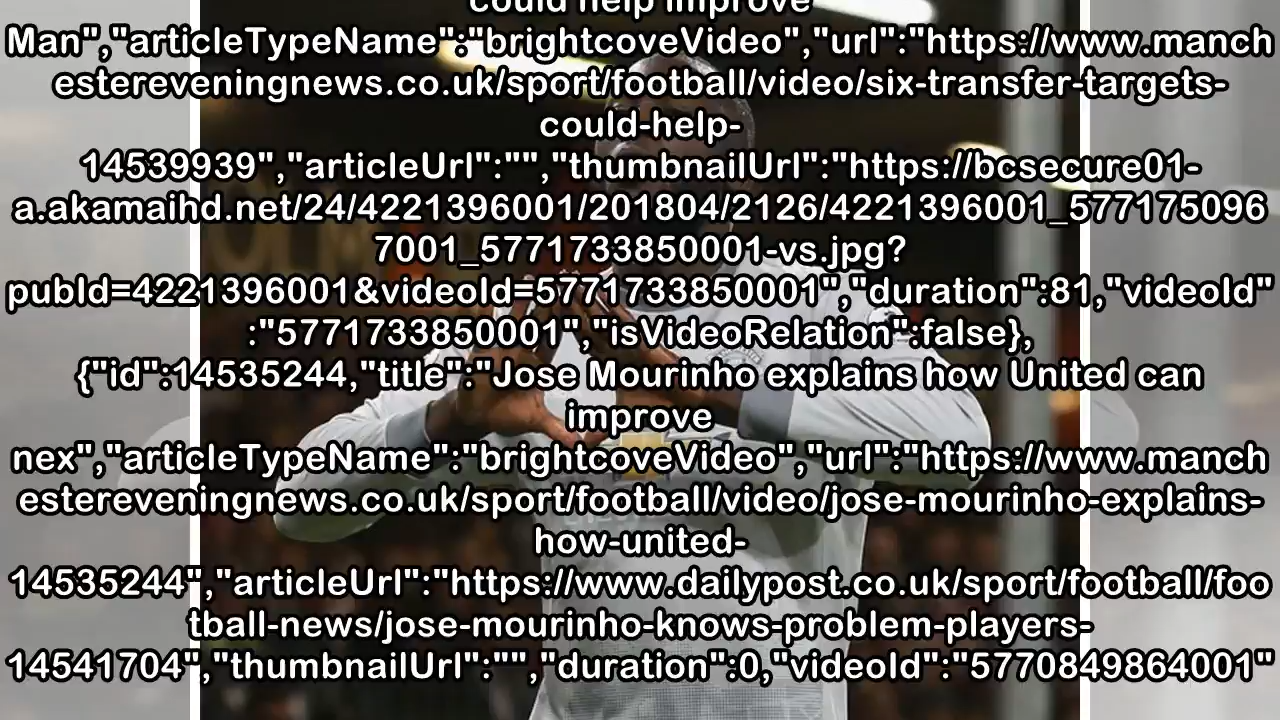 could help improve
Man","articleTypeName":"brightcoveVideo","url":"https://www.manch
estereveningnews.co.uk/sport/football/video/six-transfer-targets-
could-help-
14539939","articleUrl":"","thumbnailUrl":"https://bcsecure01-
a.akamaihd.net/24/4221396001/201804/2126/4221396001_577175096
7001_5771733850001-vs.jpg?
pubId=4221396001&videoId=5771733850001","duration":81,"videoId"
:"5771733850001","isVideoRelation":false},
{"id":14535244,"title":"Jose Mourinho explains how United can
improve
nex","articleTypeName":"brightcoveVideo","url":"https://www.manch
estereveningnews.co.uk/sport/football/video/jose-mourinho-explains-
how-united-
14535244","articleUrl":"https://www.dailypost.co.uk/sport/football/foo
tball-news/jose-mourinho-knows-problem-players-
14541704","thumbnailUrl":"","duration":0,"videoId":"5770849864001"